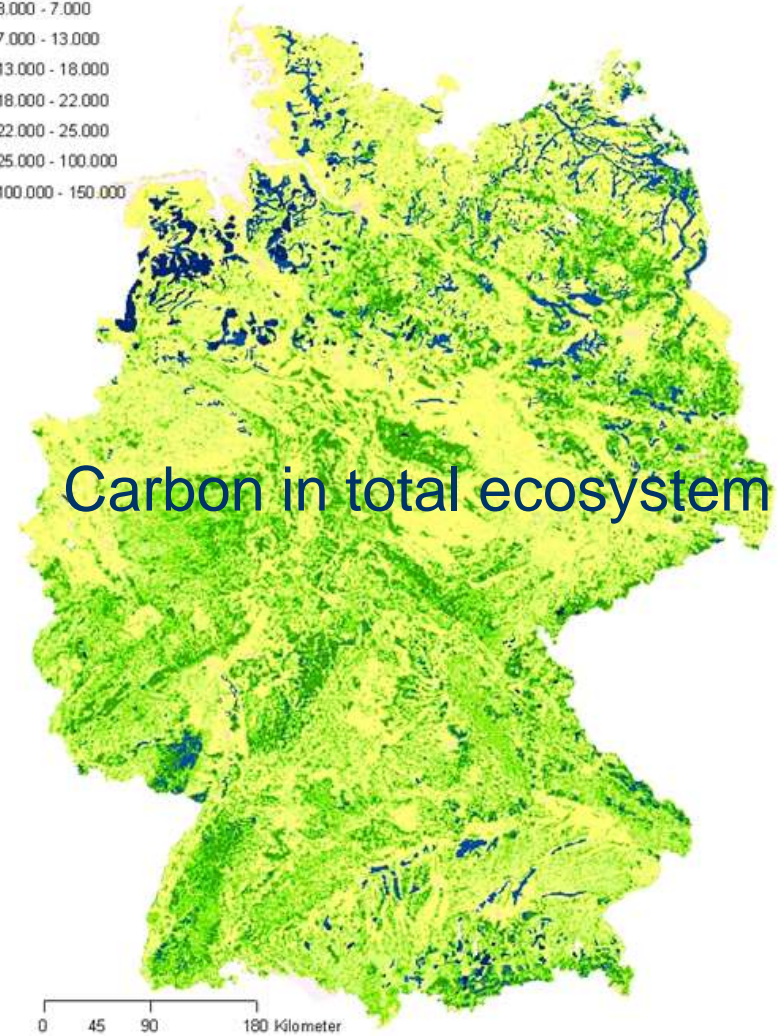 3.000 - 7.000
7.000 - 13.000
13.000 - 18.000
18.000 - 22.000
22.000 - 25.000
25.000 - 100.000
100.000 - 150.000
Carbon in total ecosystem
0 45 90 180 Kilometer